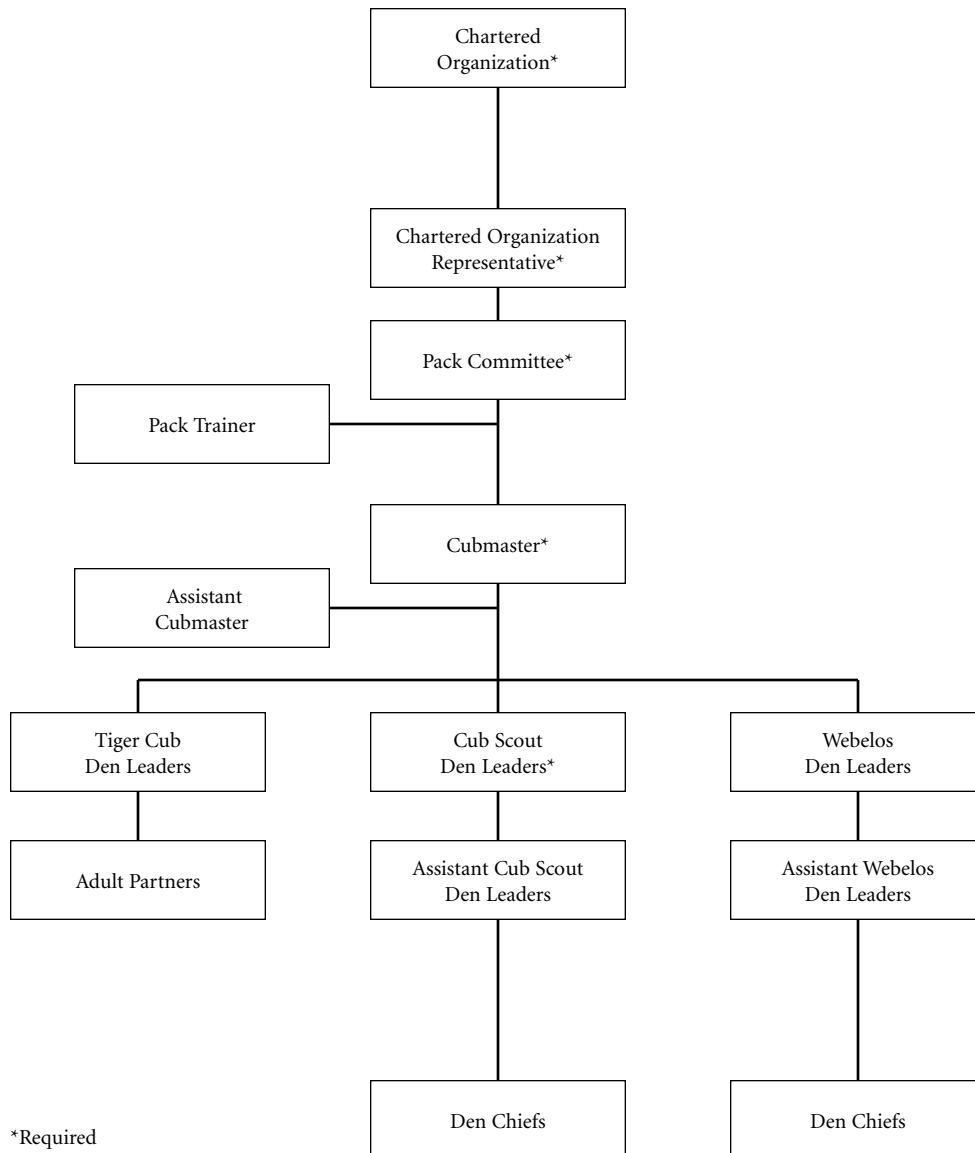 Chartered
Organization*
Chartered Organization
Representative*
Pack Committee*
Pack Trainer
Cubmaster*
Assistant
Cubmaster
Tiger Cub
Den Leaders
Cub Scout
Den Leaders*
Webelos
Den Leaders
Adult Partners
Assistant Cub Scout
Den Leaders
Assistant Webelos
Den Leaders
Den Chiefs
Den Chiefs
*Required